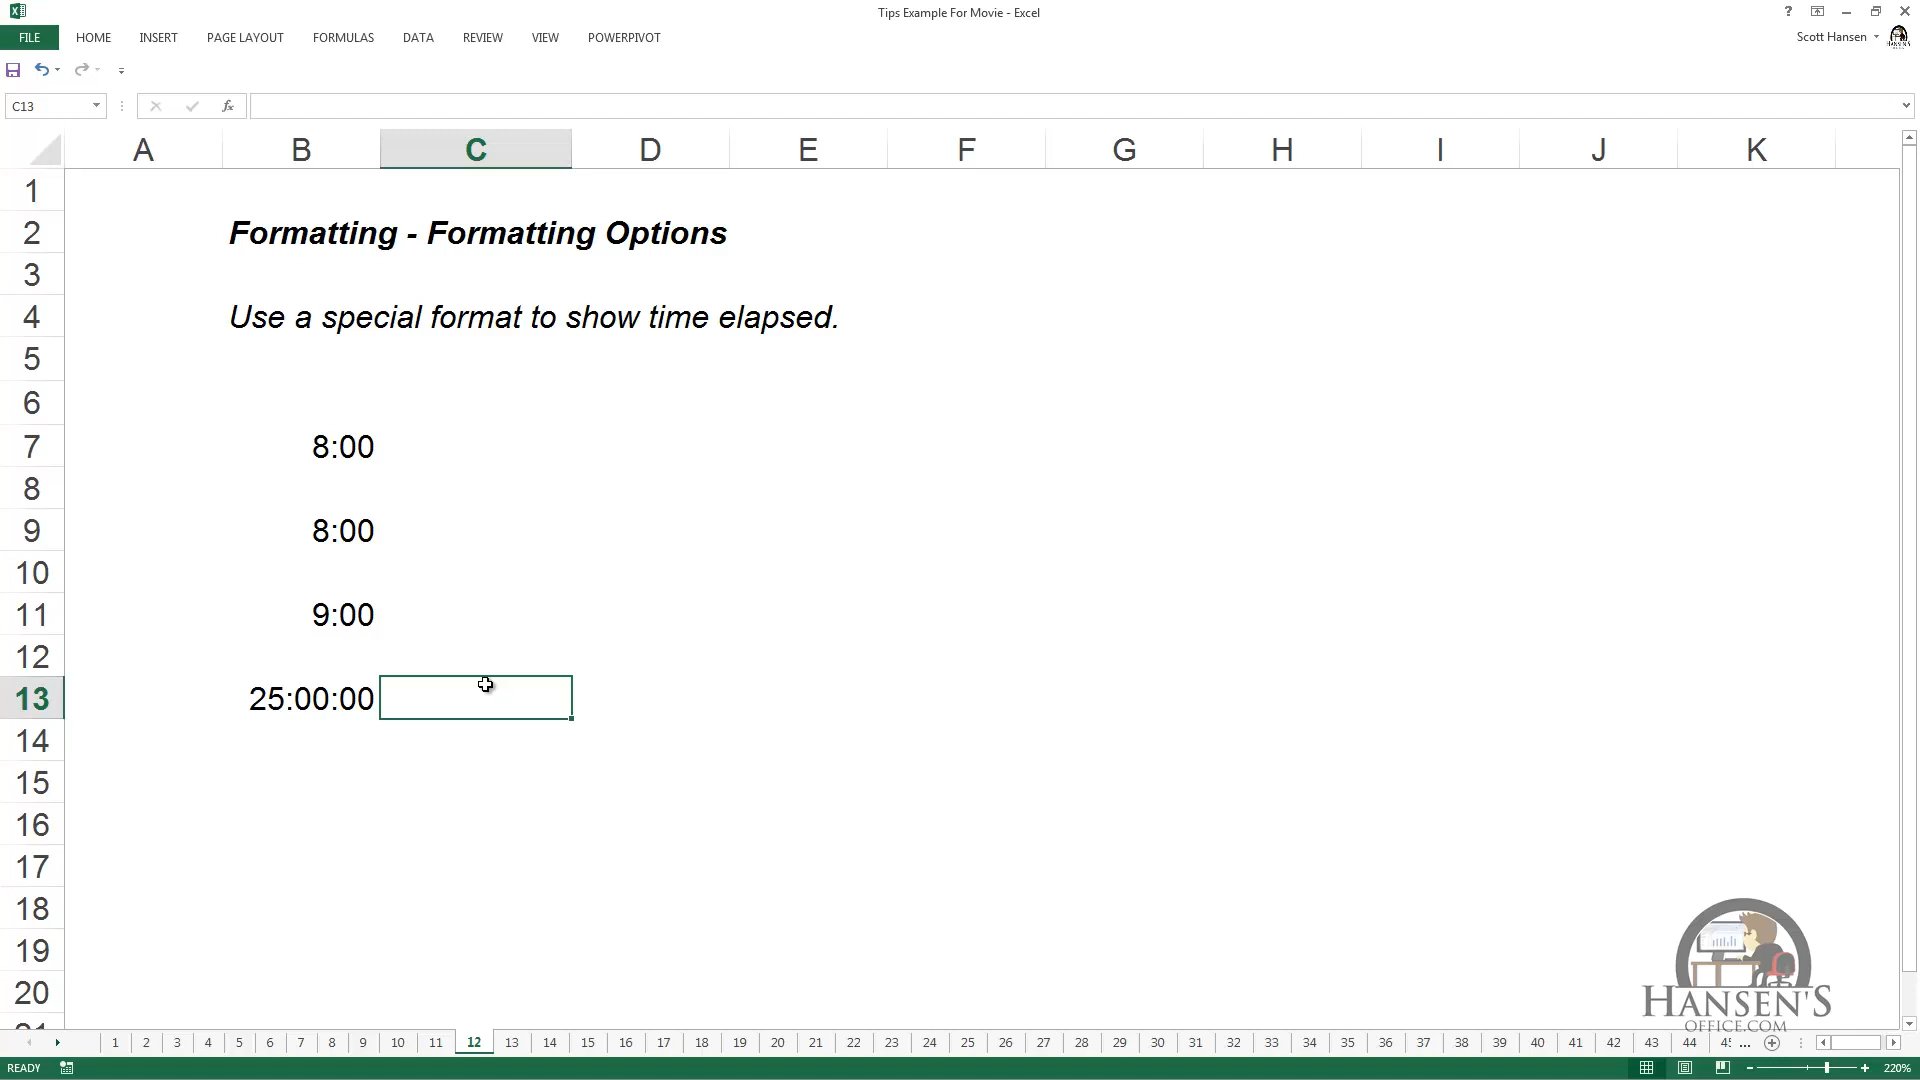 Tips Example For Movie - Excel
?
FILE HOME INSERT PAGE LAYOUT FORMULAS DATA REVIEW VIEW POWERPIVOT
Scott Hansen
C13
fx
A B C D E F G H I J K
1
2 Formatting - Formatting Options
3
4 Use a special format to show time elapsed.
5
6
7 8:00
8
9 8:00
10
11 9:00
12
13 25:00:00
14
15
16
17
18
19
20
21
HANSEN'S
OFFICE.COM
1 2 3 4 5 6 7 8 9 10 11 12 13 14 15 16 17 18 19 20 21 22 23 24 25 26 27 28 29 30 31 32 33 34 35 36 37 38 39 40 41 42 43 44 45 ...
READY
220%